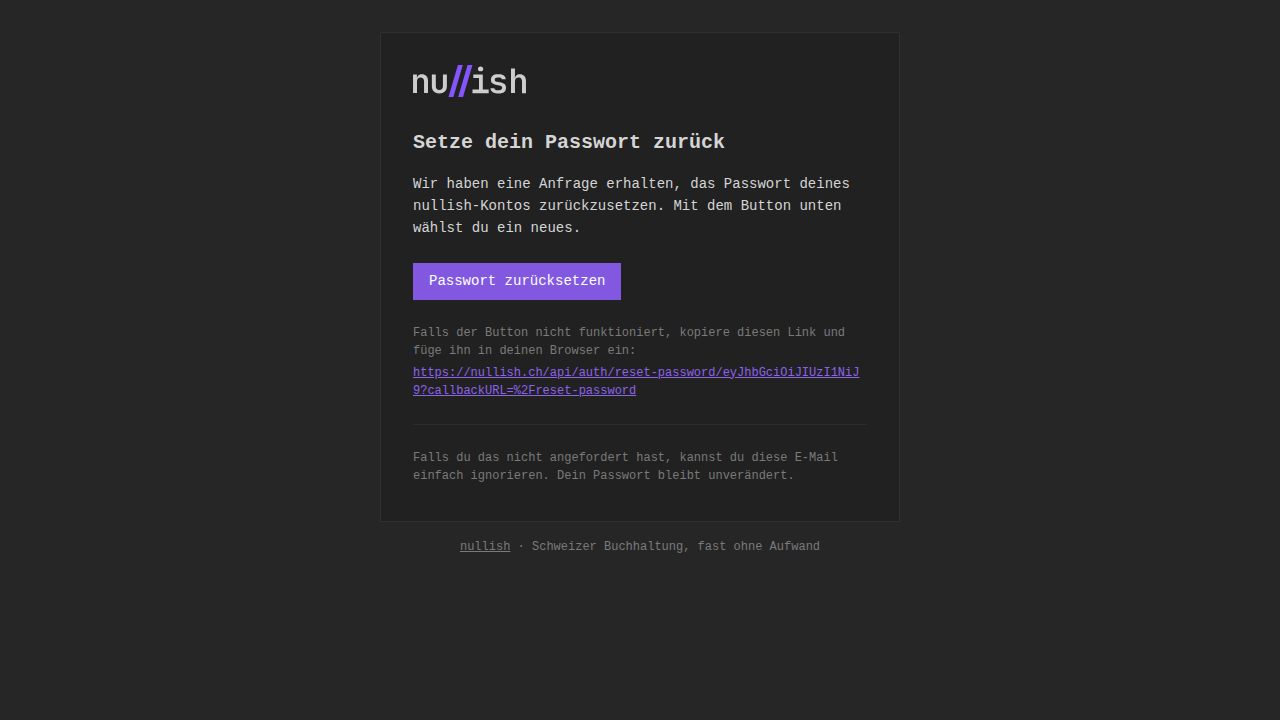 nu//ish
Setze dein Passwort zurück
Wir haben eine Anfrage erhalten, das Passwort deines
nullish-Kontos zurückzusetzen. Mit dem Button unten
wählst du ein neues.
Passwort zurücksetzen
Falls der Button nicht funktioniert, kopiere diesen Link und
füge ihn in deinen Browser ein:
https://nullish.ch/api/auth/reset-password/eyJhbGciOiJIUzI1NiJ
9?callbackURL=%2Freset-password
Falls du das nicht angefordert hast, kannst du diese E-Mail
einfach ignorieren. Dein Passwort bleibt unverändert.
nullish · Schweizer Buchhaltung, fast ohne Aufwand